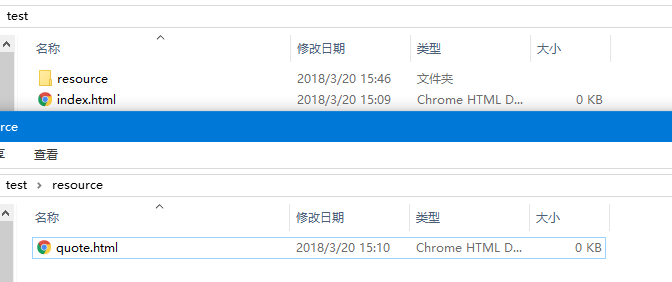 test
名称 修改日期 类型 大小
resource 2018/3/20 15:46 文件夹
index.html 2018/3/20 15:09 Chrome HTML D... 0 KB
rce
享 查看
test > resource
名称 修改日期 类型 大小
quote.html 2018/3/20 15:10 Chrome HTML D... 0 KB